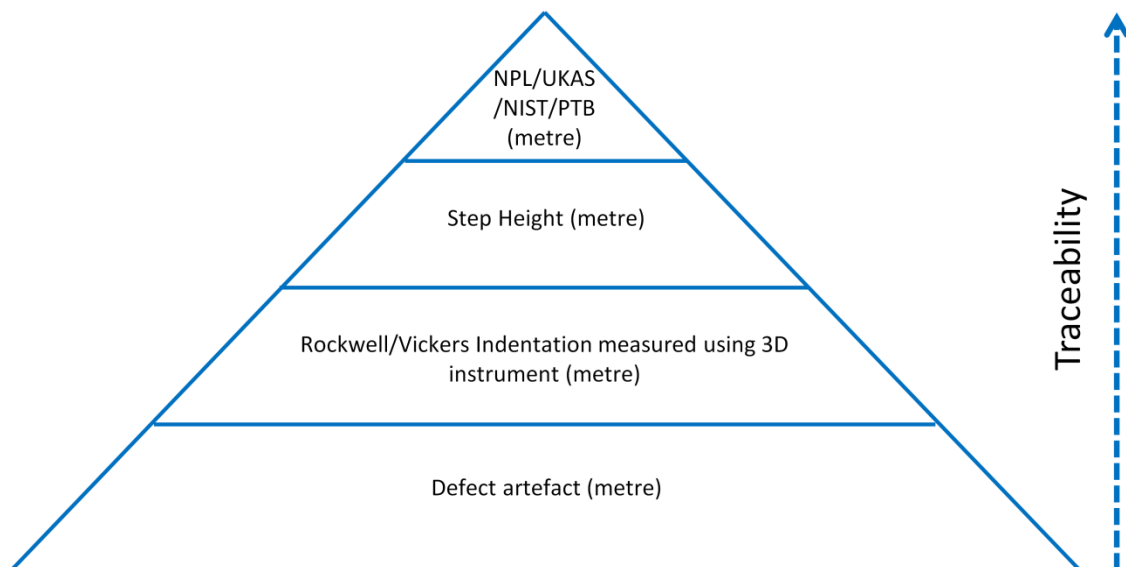 NPL/UKAS
/NIST/PTB
(metre)
Step Height (metre)
Rockwell/Vickers Indentation measured using 3D
instrument (metre)
Defect artefact (metre)
Traceability